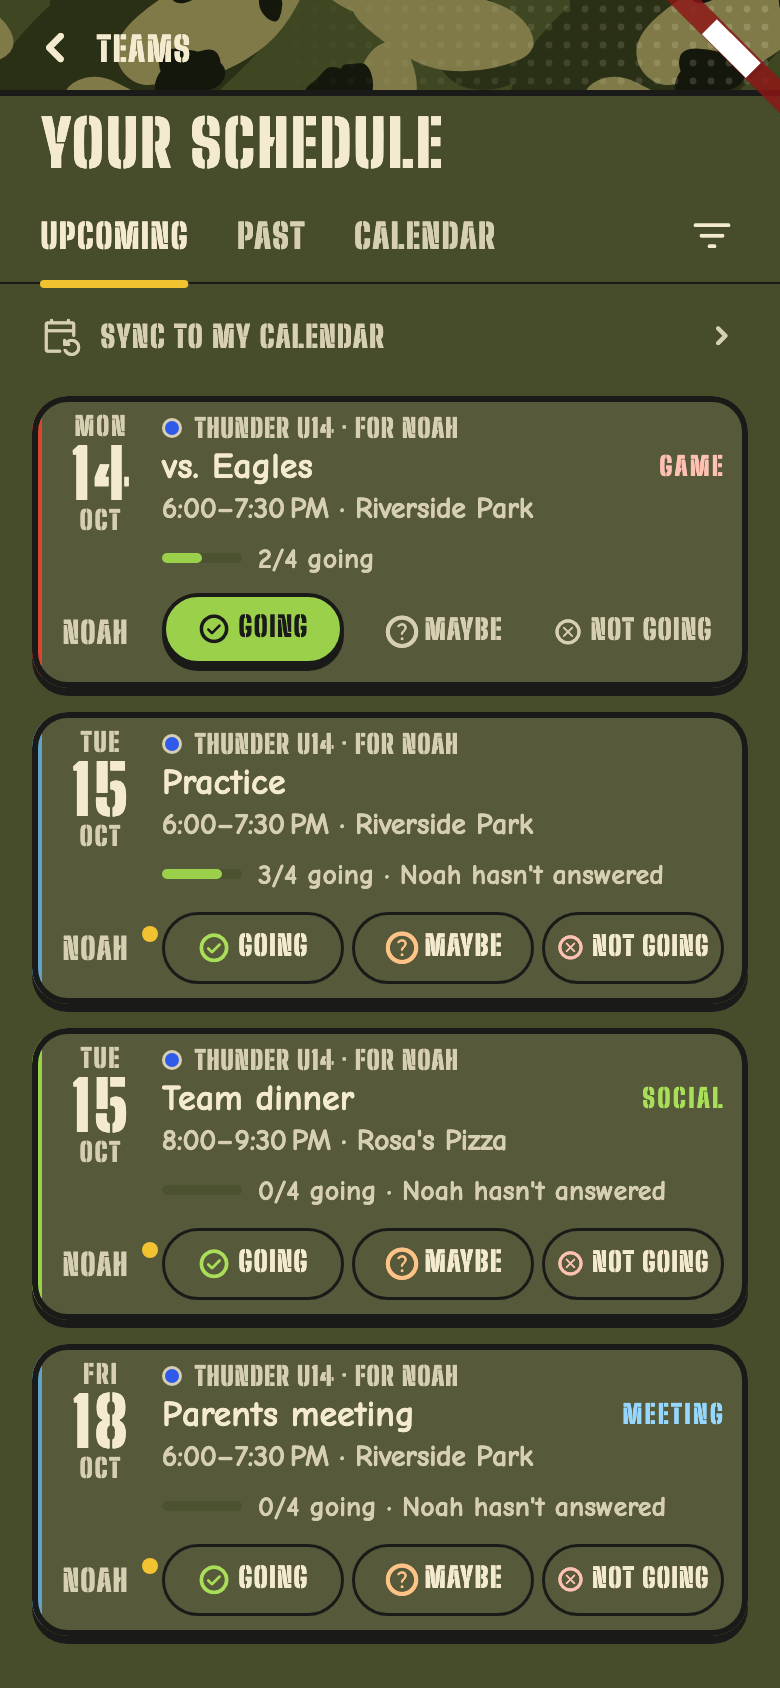 TEAMS
YOUR SCHEDULE
UPCOMING PAST CALENDAR
SYNC TO MY CALENDAR
MON
14
OCT
THUNDER U14 · FOR NOAH
vs. Eagles
GAME
6:00–7:30 PM · Riverside Park
2/4 going
NOAH
GOING
MAYBE
NOT GOING
TUE
15
OCT
THUNDER U14 · FOR NOAH
Practice
6:00–7:30 PM · Riverside Park
3/4 going · Noah hasn't answered
NOAH
GOING
MAYBE
NOT GOING
TUE
15
OCT
THUNDER U14 · FOR NOAH
Team dinner
SOCIAL
8:00–9:30 PM · Rosa's Pizza
0/4 going · Noah hasn't answered
NOAH
GOING
MAYBE
NOT GOING
FRI
18
OCT
THUNDER U14 · FOR NOAH
Parents meeting
MEETING
6:00–7:30 PM · Riverside Park
0/4 going · Noah hasn't answered
NOAH
GOING
MAYBE
NOT GOING